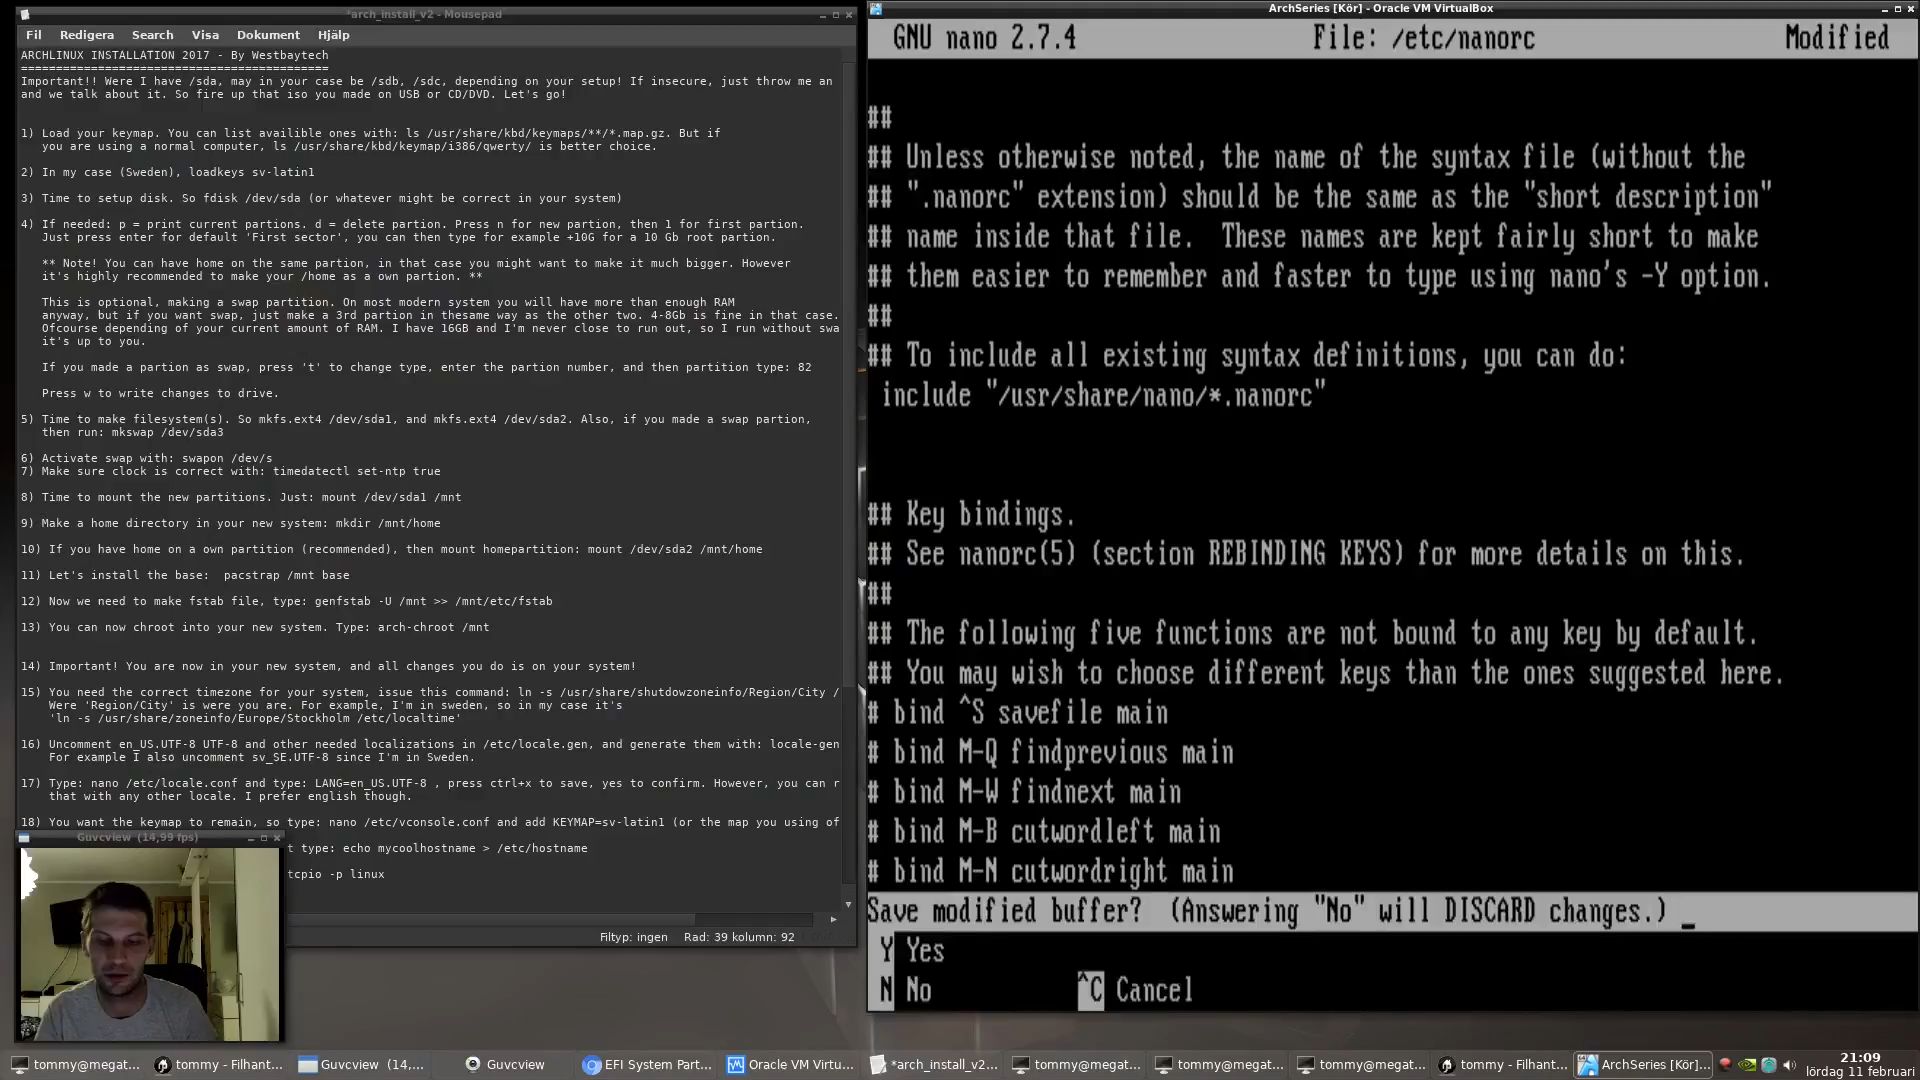 *arch_install_v2 - Mousepad
Fil Redigera Search Visa Dokument Hjälp
ARCHLINUX INSTALLATION 2017 - By Westbaytech
============================================
Important!! Were I have /sda, may in your case be /sdb, /sdc, depending on your setup! If insecure, just throw me an
and we talk about it. So fire up that iso you made on USB or CD/DVD. Let's go!
1) Load your keymap. You can list availible ones with: ls /usr/share/kbd/keymaps/**/*.map.gz. But if
you are using a normal computer, ls /usr/share/kbd/keymap/i386/qwerty/ is better choice.
2) In my case (Sweden), loadkeys sv-latin1
3) Time to setup disk. So fdisk /dev/sda (or whatever might be correct in your system)
4) If needed: p = print current partions. d = delete partion. Press n for new partion, then 1 for first partion.
Just press enter for default 'First sector', you can then type for example +10G for a 10 Gb root partion.
** Note! You can have home on the same partion, in that case you might want to make it much bigger. However
it's highly recommended to make your /home as a own partion. **
This is optional, making a swap partition. On most modern system you will have more than enough RAM
anyway, but if you want swap, just make a 3rd partion in thesame way as the other two. 4-8Gb is fine in that case.
Ofcourse depending of your current amount of RAM. I have 16GB and I'm never close to run out, so I run without swa
it's up to you.
If you made a partion as swap, press 't' to change type, enter the partion number, and then partition type: 82
Press w to write changes to drive.
5) Time to make filesystem(s). So mkfs.ext4 /dev/sda1, and mkfs.ext4 /dev/sda2. Also, if you made a swap partion,
then run: mkswap /dev/sda3
6) Activate swap with: swapon /dev/s
7) Make sure clock is correct with: timedatectl set-ntp true
8) Time to mount the new partitions. Just: mount /dev/sda1 /mnt
9) Make a home directory in your new system: mkdir /mnt/home
10) If you have home on a own partition (recommended), then mount homepartition: mount /dev/sda2 /mnt/home
11) Let's install the base:  pacstrap /mnt base
12) Now we need to make fstab file, type: genfstab -U /mnt >> /mnt/etc/fstab
13) You can now chroot into your new system. Type: arch-chroot /mnt
14) Important! You are now in your new system, and all changes you do is on your system!
15) You need the correct timezone for your system, issue this command: ln -s /usr/share/shutdowzoneinfo/Region/City /
Were 'Region/City' is were you are. For example, I'm in sweden, so in my case it's
'ln -s /usr/share/zoneinfo/Europe/Stockholm /etc/localtime'
16) Uncomment en_US.UTF-8 UTF-8 and other needed localizations in /etc/locale.gen, and generate them with: locale-gen
For example I also uncomment sv_SE.UTF-8 since I'm in Sweden.
17) Type: nano /etc/locale.conf and type: LANG=en_US.UTF-8 , press ctrl+x to save, yes to confirm. However, you can r
that with any other locale. I prefer english though.
18) You want the keymap to remain, so type: nano /etc/vconsole.conf and add KEYMAP=sv-latin1 (or the map you using of
t type: echo mycoolhostname > /etc/hostname
tcpio -p linux
Filtyp: ingen Rad: 39 kolumn: 92
Guvcview (14,99 fps)
ArchSeries [Kör] - Oracle VM VirtualBox
GNU nano 2.7.4 File: /etc/nanorc Modified
##
## Unless otherwise noted, the name of the syntax file (without the
## ".nanorc" extension) should be the same as the "short description"
## name inside that file.  These names are kept fairly short to make
## them easier to remember and faster to type using nano's -Y option.
##
## To include all existing syntax definitions, you can do:
include "/usr/share/nano/*.nanorc"
## Key bindings.
## See nanorc(5) (section REBINDING KEYS) for more details on this.
##
## The following five functions are not bound to any key by default.
## You may wish to choose different keys than the ones suggested here.
# bind ^S savefile main
# bind M-Q findprevious main
# bind M-W findnext main
# bind M-B cutwordleft main
# bind M-N cutwordright main
Save modified buffer?  (Answering "No" will DISCARD changes.) _
Y Yes
N No ^C Cancel
tommy@megat... tommy - Filhant... Guvcview (14,... Guvcview EFI System Part... Oracle VM Virtu... *arch_install_v2... tommy@megat... tommy@megat... tommy@megat... tommy - Filhant... ArchSeries [Kör]...
21:09
lördag 11 februari